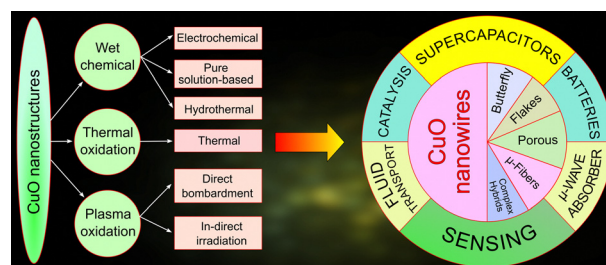 CuO nanostructures
Wet
chemical
Thermal
oxidation
Plasma
oxidation
Electrochemical
Pure
solution-based
Hydrothermal
Thermal
Direct
bombardment
In-direct
irradiation
SUPERCAPACITORS
BATTERIES
μ-WAVE
ABSORBER
SENSING
FLUID
TRANSPORT
CATALYSIS
CuO
nanowires
Butterfly
Flakes
Porous
μ-Fibers
Complex
Hybrids